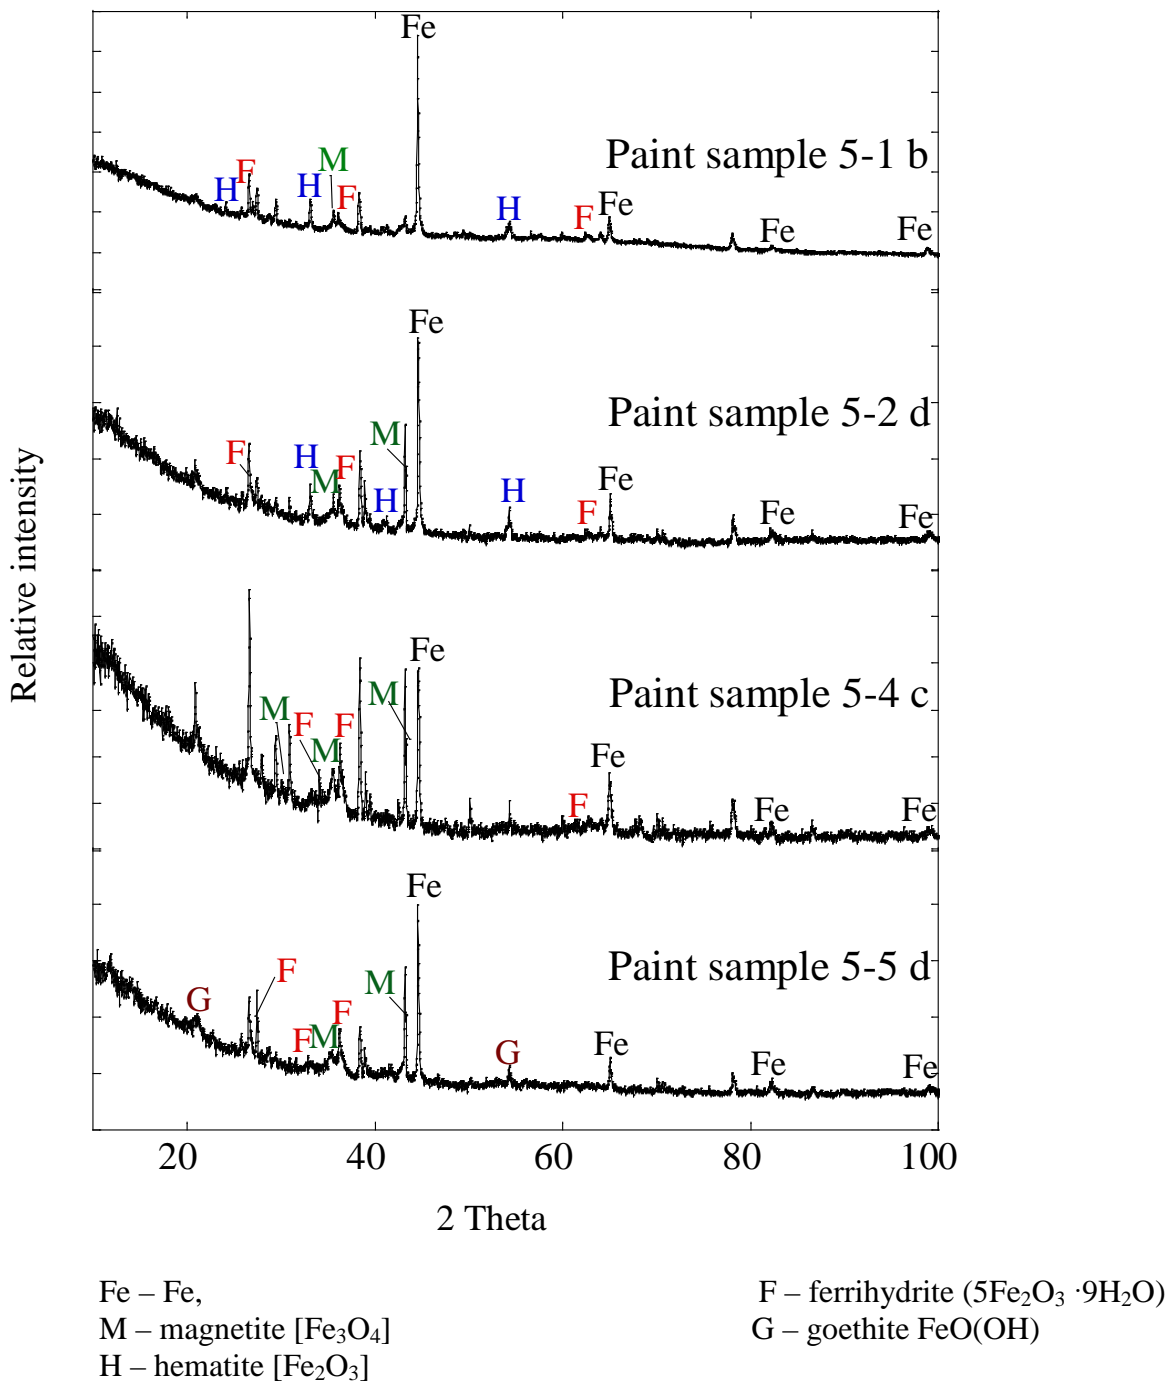 Fe
Paint sample 5-1 b
M
F
H
H
F
H
F
Fe
Fe
Fe
Fe
Paint sample 5-2 d
M
F
H
F
M
H
H
F
Fe
Fe
Fe
Fe
Paint sample 5-4 c
M
M
F
F
M
Fe
F
Fe
Fe
Fe
Paint sample 5-5 d
F
M
G
F
F
M
G
Fe
Fe
Fe
Relative intensity
20 40 60 80 100
2 Theta
Fe – Fe, F – ferrihydrite (5Fe₂O₃ ·9H₂O)
M – magnetite [Fe₃O₄] G – goethite FeO(OH)
H – hematite [Fe₂O₃]